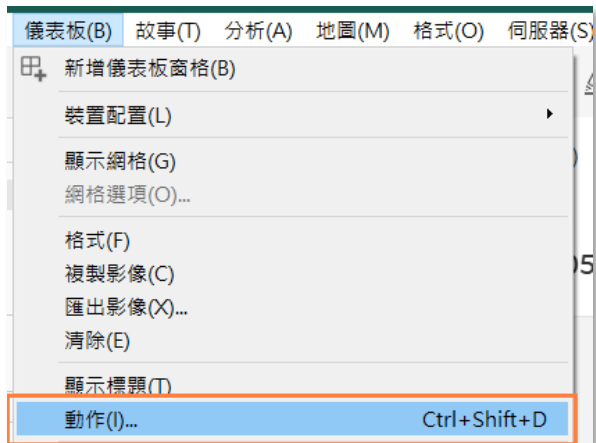 儀表板(B) 故事(T) 分析(A) 地圖(M) 格式(O) 伺服器(S)
新增儀表板窗格(B)
裝置配置(L)
顯示網格(G)
網格選項(O)...
格式(F)
複製影像(C)
匯出影像(X)...
清除(E)
顯示標題(T)
動作(I)... Ctrl+Shift+D